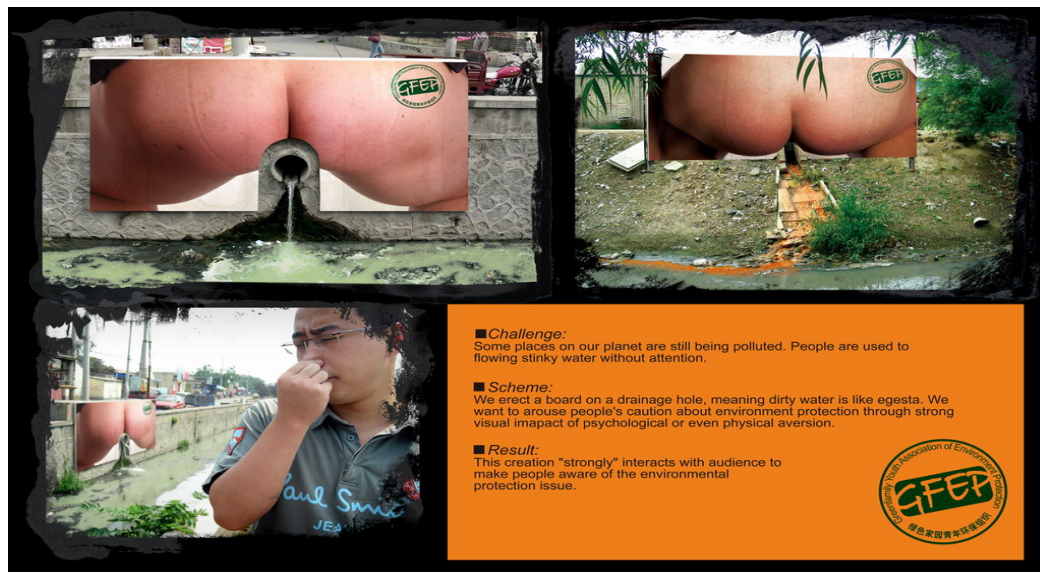 GFEP
GFEP
■Challenge:
Some places on our planet are still being polluted. People are used to
flowing stinky water without attention.
■Scheme:
We erect a board on a drainage hole, meaning dirty water is like egesta. We
want to arouse people's caution about environment protection through strong
visual imapact of psychological or even physical aversion.
■Result:
This creation "strongly" interacts with audience to
make people aware of the environmental
protection issue.
Paul Smith
JEA
Greenfamily Youth Association of Environment Protection
GFEP
绿色家园青年环保组织